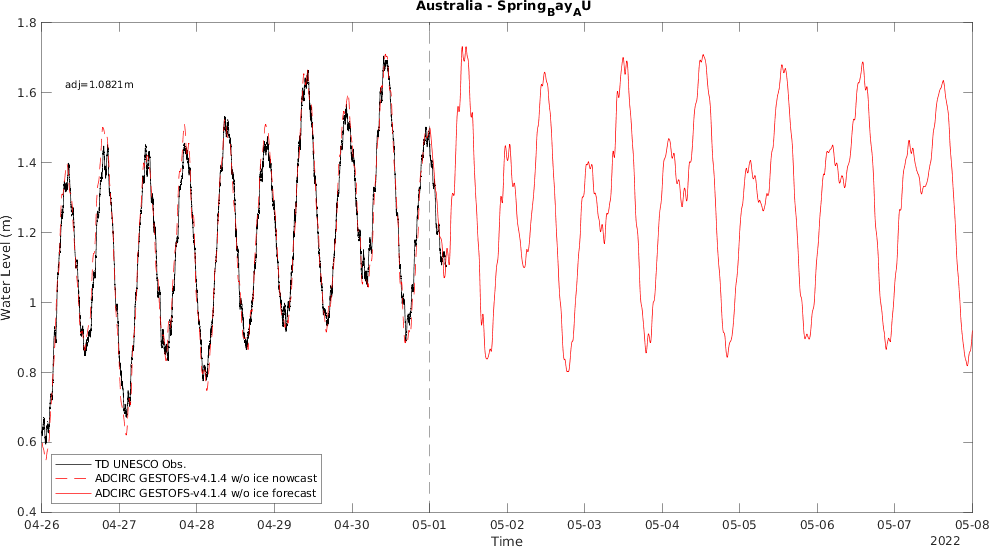 Australia - Spring_Bay_AU
1.8
1.6
1.4
1.2
1
0.8
0.6
0.4
Water Level (m)
adj=1.0821m
TD UNESCO Obs.
ADCIRC GESTOFS-v4.1.4 w/o ice nowcast
ADCIRC GESTOFS-v4.1.4 w/o ice forecast
04-26 04-27 04-28 04-29 04-30 05-01 05-02 05-03 05-04 05-05 05-06 05-07 05-08
Time
2022